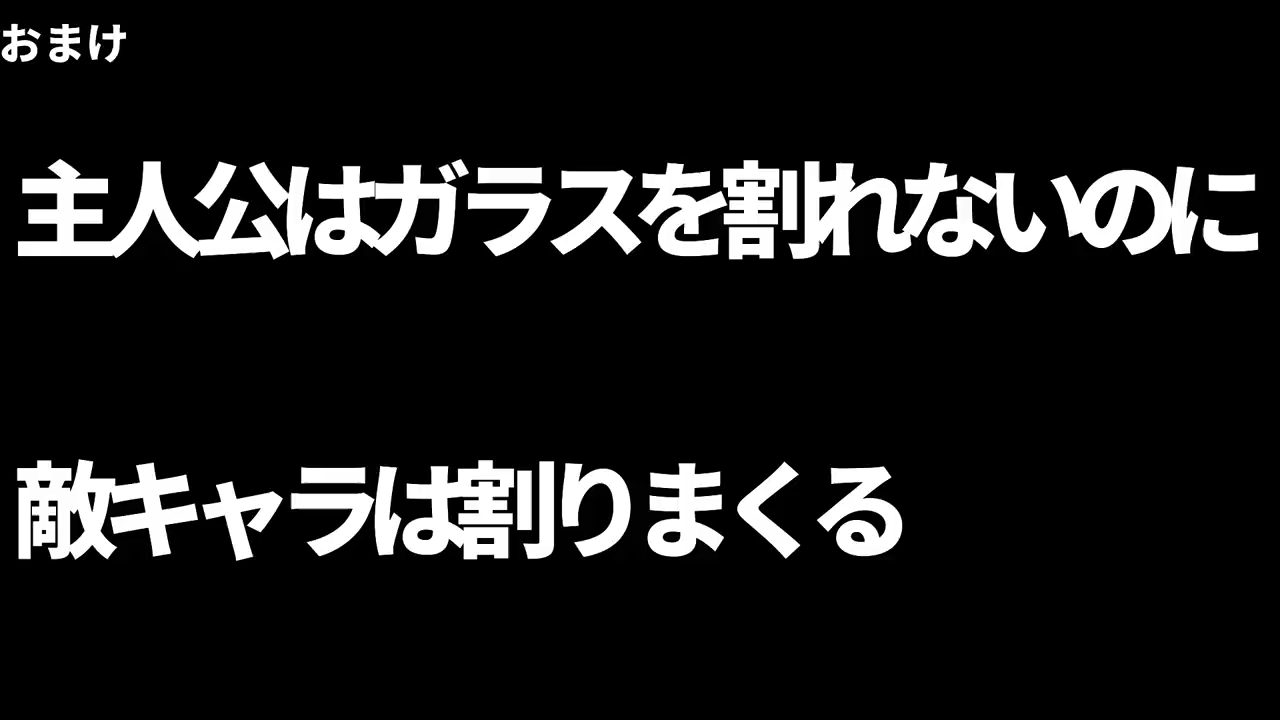 おまけ
主人公はガラスを割れないのに
敵キャラは割りまくる